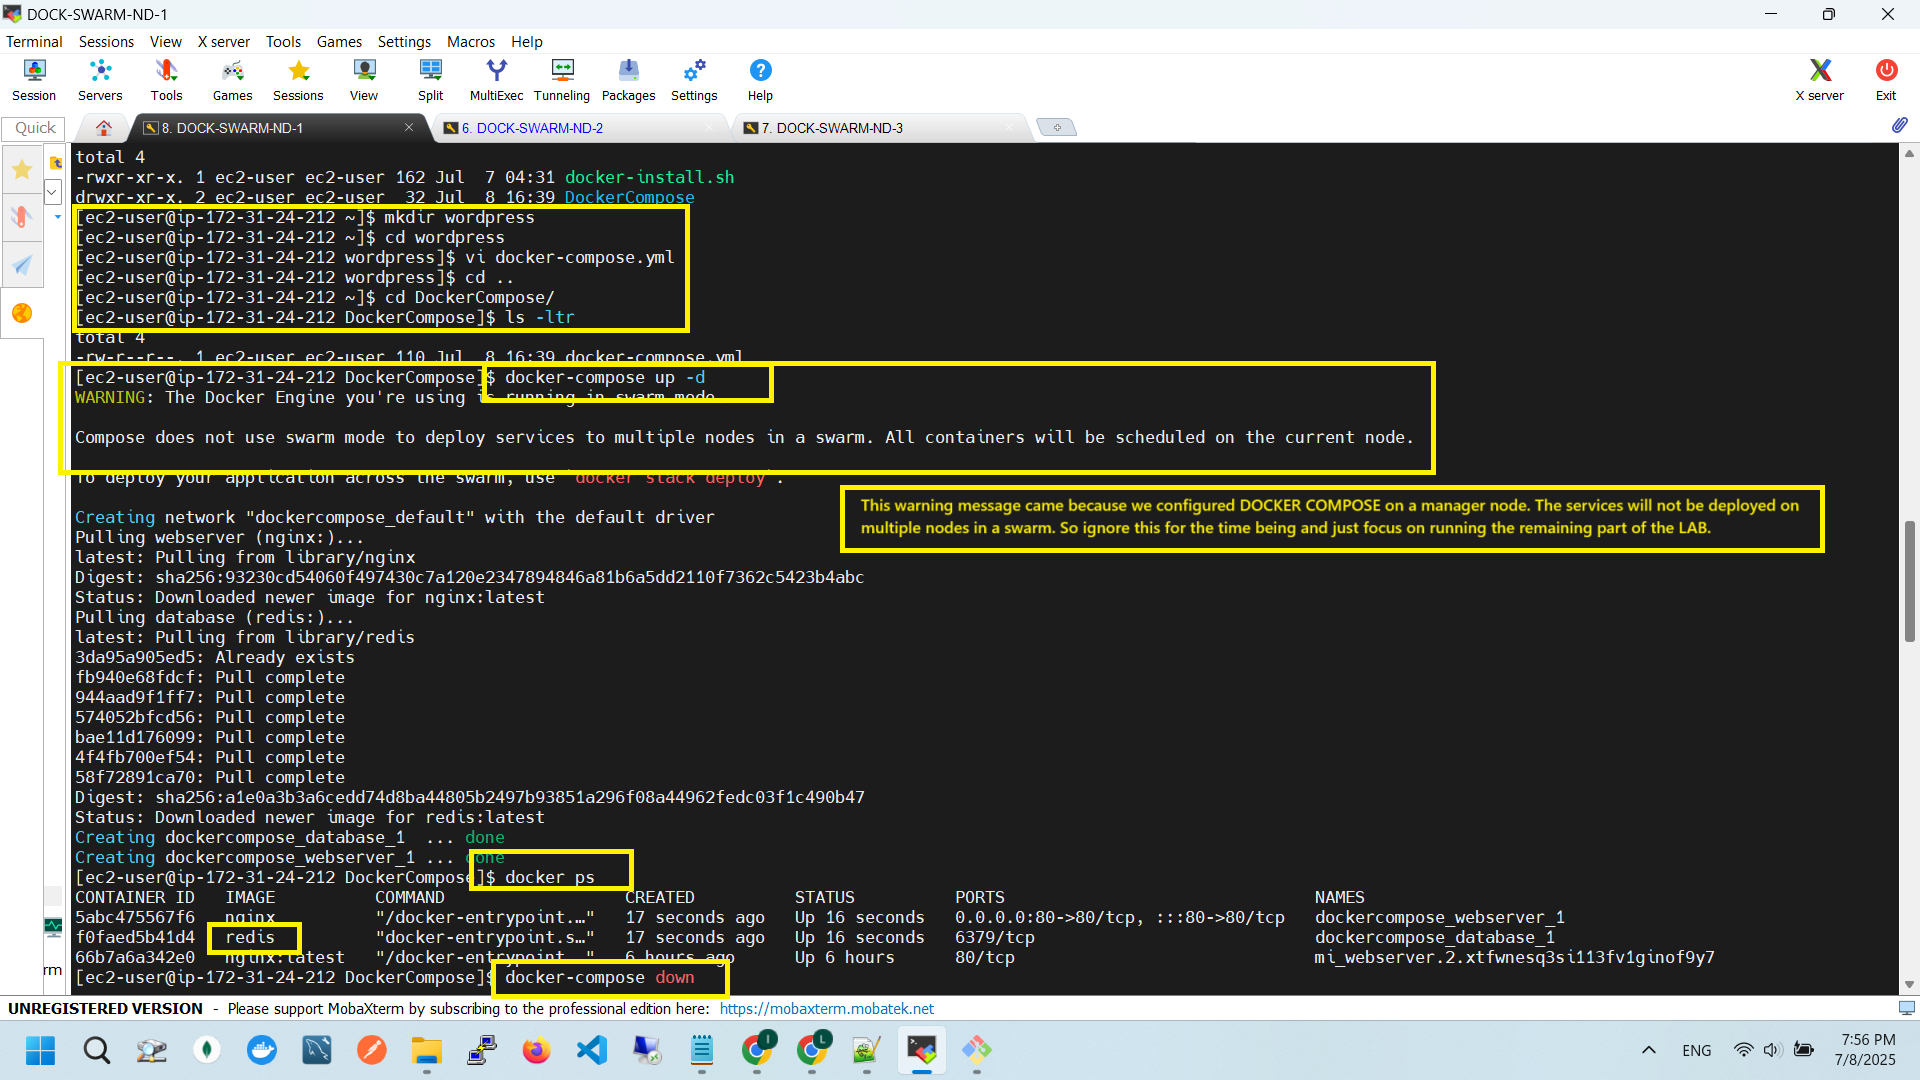 DOCK-SWARM-ND-1
Terminal Sessions View X server Tools Games Settings Macros Help
Session Servers Tools Games Sessions View Split MultiExec Tunneling Packages Settings Help X server Exit
Quick 8. DOCK-SWARM-ND-1 6. DOCK-SWARM-ND-2 7. DOCK-SWARM-ND-3
total 4
-rwxr-xr-x. 1 ec2-user ec2-user 162 Jul  7 04:31 docker-install.sh
drwxr-xr-x. 2 ec2-user ec2-user  32 Jul  8 16:39 DockerCompose
[ec2-user@ip-172-31-24-212 ~]$ mkdir wordpress
[ec2-user@ip-172-31-24-212 ~]$ cd wordpress
[ec2-user@ip-172-31-24-212 wordpress]$ vi docker-compose.yml
[ec2-user@ip-172-31-24-212 wordpress]$ cd ..
[ec2-user@ip-172-31-24-212 ~]$ cd DockerCompose/
[ec2-user@ip-172-31-24-212 DockerCompose]$ ls -ltr
total 4
-rw-r--r--. 1 ec2-user ec2-user 110 Jul  8 16:39 docker-compose.yml
[ec2-user@ip-172-31-24-212 DockerCompose]$ docker-compose up -d
WARNING: The Docker Engine you're using is running in swarm mode.
Compose does not use swarm mode to deploy services to multiple nodes in a swarm. All containers will be scheduled on the current node.
To deploy your application across the swarm, use `docker stack deploy`.
This warning message came because we configured DOCKER COMPOSE on a manager node. The services will not be deployed on
multiple nodes in a swarm. So ignore this for the time being and just focus on running the remaining part of the LAB.
Creating network "dockercompose_default" with the default driver
Pulling webserver (nginx:)...
latest: Pulling from library/nginx
Digest: sha256:93230cd54060f497430c7a120e2347894846a81b6a5dd2110f7362c5423b4abc
Status: Downloaded newer image for nginx:latest
Pulling database (redis:)...
latest: Pulling from library/redis
3da95a905ed5: Already exists
fb940e68fdcf: Pull complete
944aad9f1ff7: Pull complete
574052bfcd56: Pull complete
bae11d176099: Pull complete
4f4fb700ef54: Pull complete
58f72891ca70: Pull complete
Digest: sha256:a1e0a3b3a6cedd74d8ba44805b2497b93851a296f08a44962fedc03f1c490b47
Status: Downloaded newer image for redis:latest
Creating dockercompose_database_1  ... done
Creating dockercompose_webserver_1 ... done
[ec2-user@ip-172-31-24-212 DockerCompose]$ docker ps
CONTAINER ID   IMAGE          COMMAND                  CREATED          STATUS          PORTS                               NAMES
5abc475567f6   nginx          "/docker-entrypoint.…"   17 seconds ago   Up 16 seconds   0.0.0.0:80->80/tcp, :::80->80/tcp   dockercompose_webserver_1
f0faed5b41d4   redis          "docker-entrypoint.s…"   17 seconds ago   Up 16 seconds   6379/tcp                            dockercompose_database_1
66b7a6a342e0   nginx:latest   "/docker-entrypoint.…"   6 hours ago      Up 6 hours      80/tcp                              mi_webserver.2.xtfwnesq3si113fv1ginof9y7
rm
[ec2-user@ip-172-31-24-212 DockerCompose]$ docker-compose down
UNREGISTERED VERSION - Please support MobaXterm by subscribing to the professional edition here: https://mobaxterm.mobatek.net
ENG
7:56 PM
7/8/2025